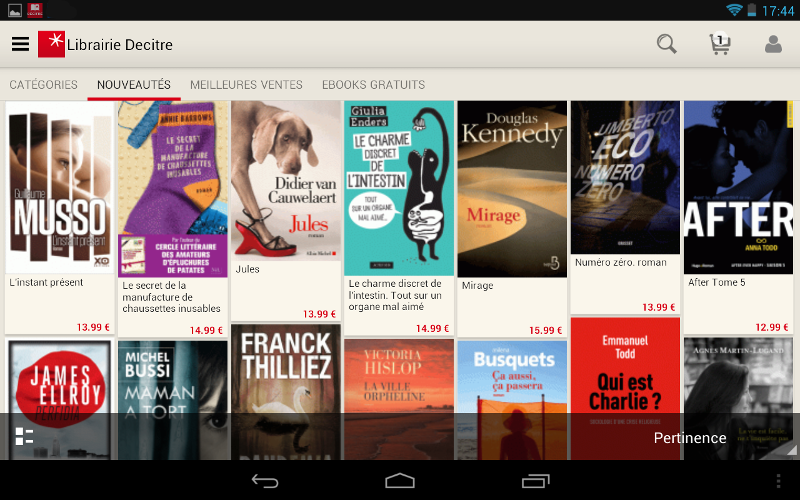 17:44
Librairie Decitre
1
CATÉGORIES
NOUVEAUTÉS
MEILLEURES VENTES
EBOOKS GRATUITS
Guillaume
MUSSO
l'instant présent
XO
L'instant présent
13.99 €
ANNIE BARROWS
LE SECRET
DE LA
MANUFACTURE
DE CHAUSSETTES
INUSABLES
roman
Par l'auteur du
CERCLE LITTÉRAIRE
DES AMATEURS
D'ÉPLUCHURES
DE PATATES
Le secret de la
manufacture de
chaussettes inusables
14.99 €
Didier van
Cauwelaert
Jules
roman
Albin Michel
Jules
13.99 €
Giulia
Enders
LE CHARME
DISCRET
DE
L'INTESTIN
TOUT
SUR UN ORGANE
MAL AIMÉ...
Le charme discret de
l'intestin. Tout sur un
organe mal aimé
14.99 €
Douglas
Kennedy
Mirage
roman
belfond
Mirage
15.99 €
UMBERTO
ECO
NUMÉRO
ZÉRO
GRASSET
Numéro zéro. roman
13.99 €
AFTER
ANNA TODD
After Tome 5
12.99 €
JAMES
ELLROY
PERFIDIA
MICHEL
BUSSI
MAMAN
A TORT
FRANCK
THILLIEZ
PANDEMIA
VICTORIA
HISLOP
LA VILLE
ORPHELINE
Busquets
Ça aussi,
ça passera
Emmanuel
Todd
Qui est
Charlie ?
AGNÈS MARTIN-LUGAND
Pertinence